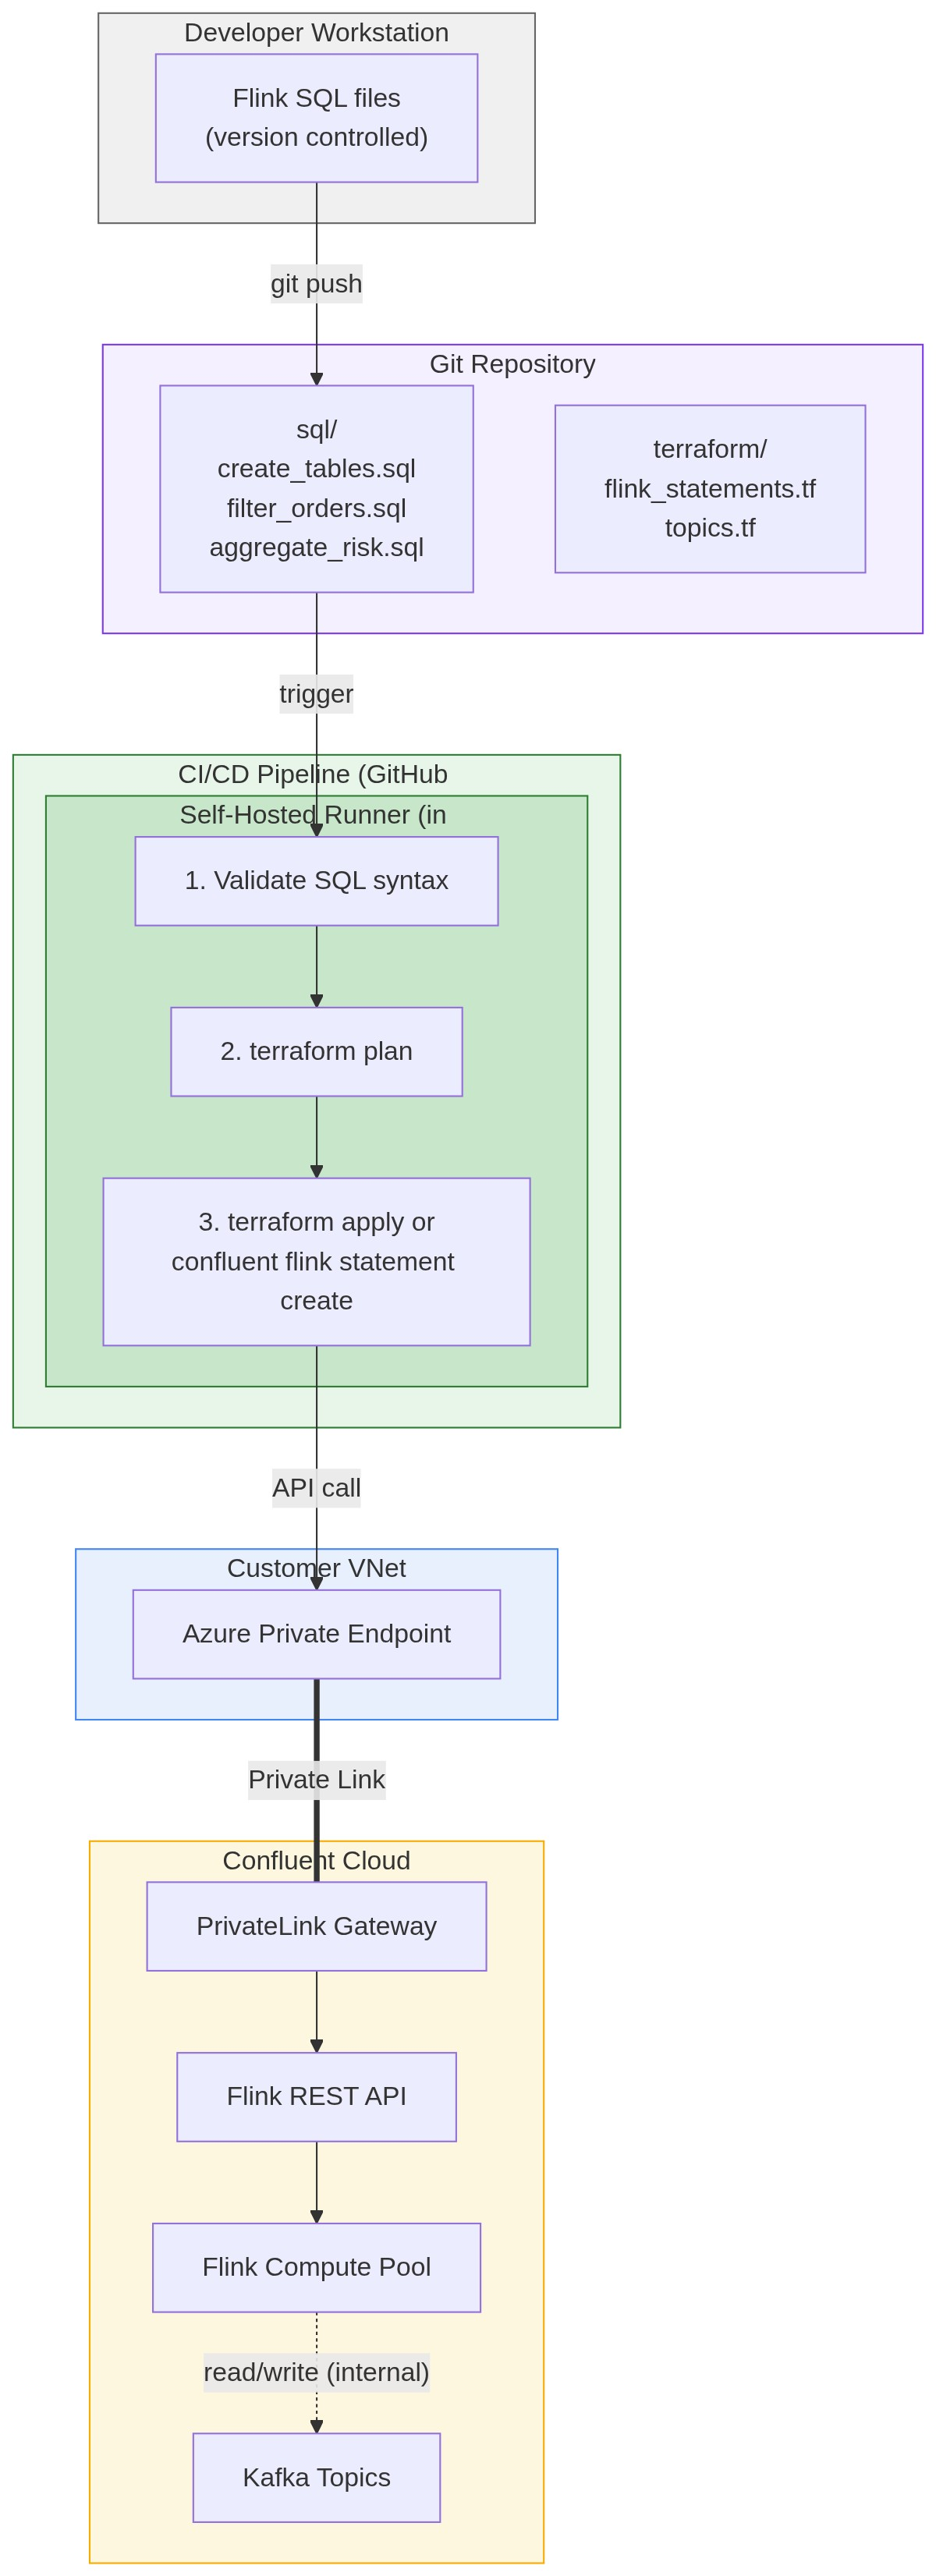 Developer Workstation
Flink SQL files
(version controlled)
git push
Git Repository
sql/
create_tables.sql
filter_orders.sql
aggregate_risk.sql
terraform/
flink_statements.tf
topics.tf
trigger
CI/CD Pipeline (GitHub
Self-Hosted Runner (in
1. Validate SQL syntax
2. terraform plan
3. terraform apply or
confluent flink statement
create
API call
Customer VNet
Azure Private Endpoint
Private Link
Confluent Cloud
PrivateLink Gateway
Flink REST API
Flink Compute Pool
read/write (internal)
Kafka Topics